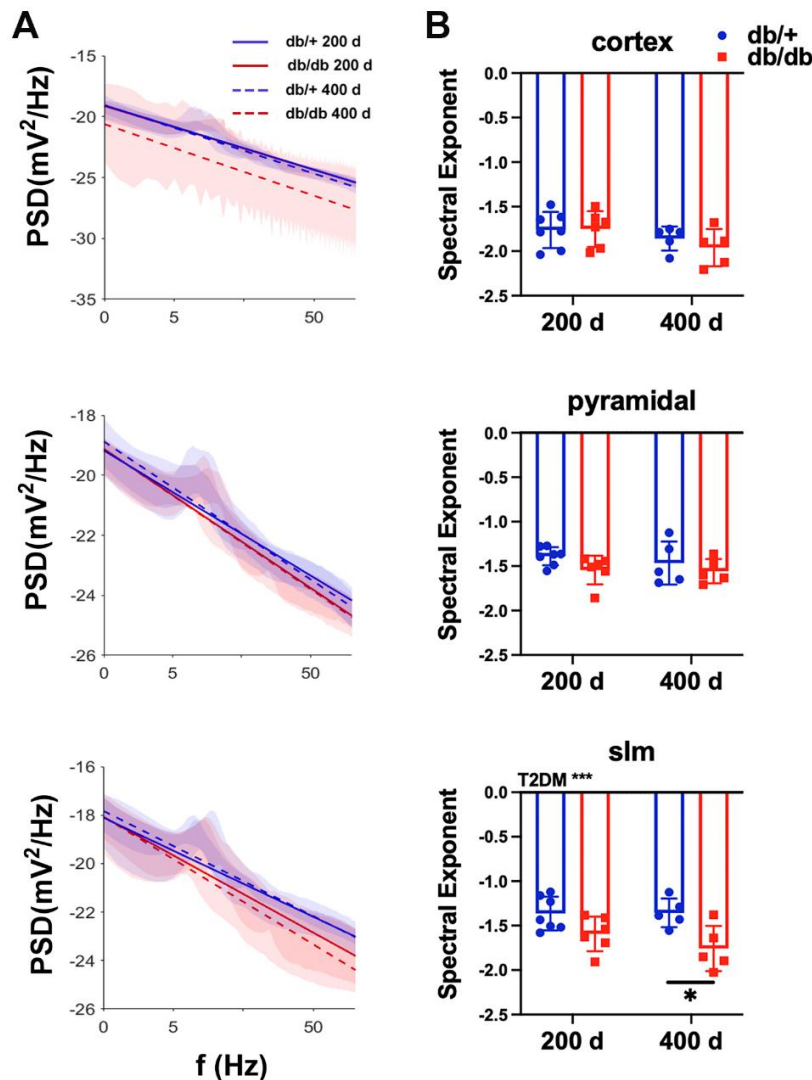 A
B
db/+ 200 d
db/db 200 d
db/+ 400 d
db/db 400 d
PSD(mV²/Hz)
-15
-20
-25
-30
-35
0 5 50
cortex
db/+
db/db
Spectral Exponent
0.0
-0.5
-1.0
-1.5
-2.0
-2.5
200 d 400 d
PSD(mV²/Hz)
-18
-20
-22
-24
-26
0 5 50
pyramidal
Spectral Exponent
0.0
-0.5
-1.0
-1.5
-2.0
-2.5
200 d 400 d
PSD(mV²/Hz)
-16
-18
-20
-22
-24
-26
0 5 50
f (Hz)
slm
T2DM ***
Spectral Exponent
0.0
-0.5
-1.0
-1.5
-2.0
-2.5
*
200 d 400 d